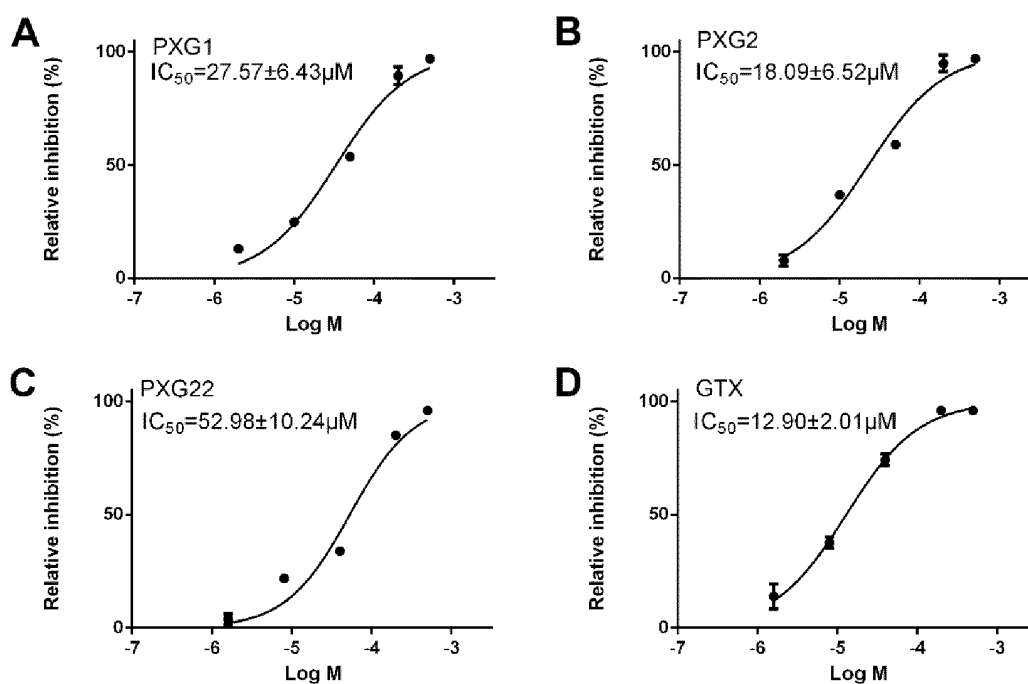 A
PXG1
IC50=27.57±6.43μM
Relative inhibition (%)
100
50
0
-7 -6 -5 -4 -3
Log M
B
PXG2
IC50=18.09±6.52μM
Relative inhibition (%)
100
50
0
-7 -6 -5 -4 -3
Log M
C
PXG22
IC50=52.98±10.24μM
Relative inhibition (%)
100
50
0
-7 -6 -5 -4 -3
Log M
D
GTX
IC50=12.90±2.01μM
Relative inhibition (%)
100
50
0
-7 -6 -5 -4 -3
Log M